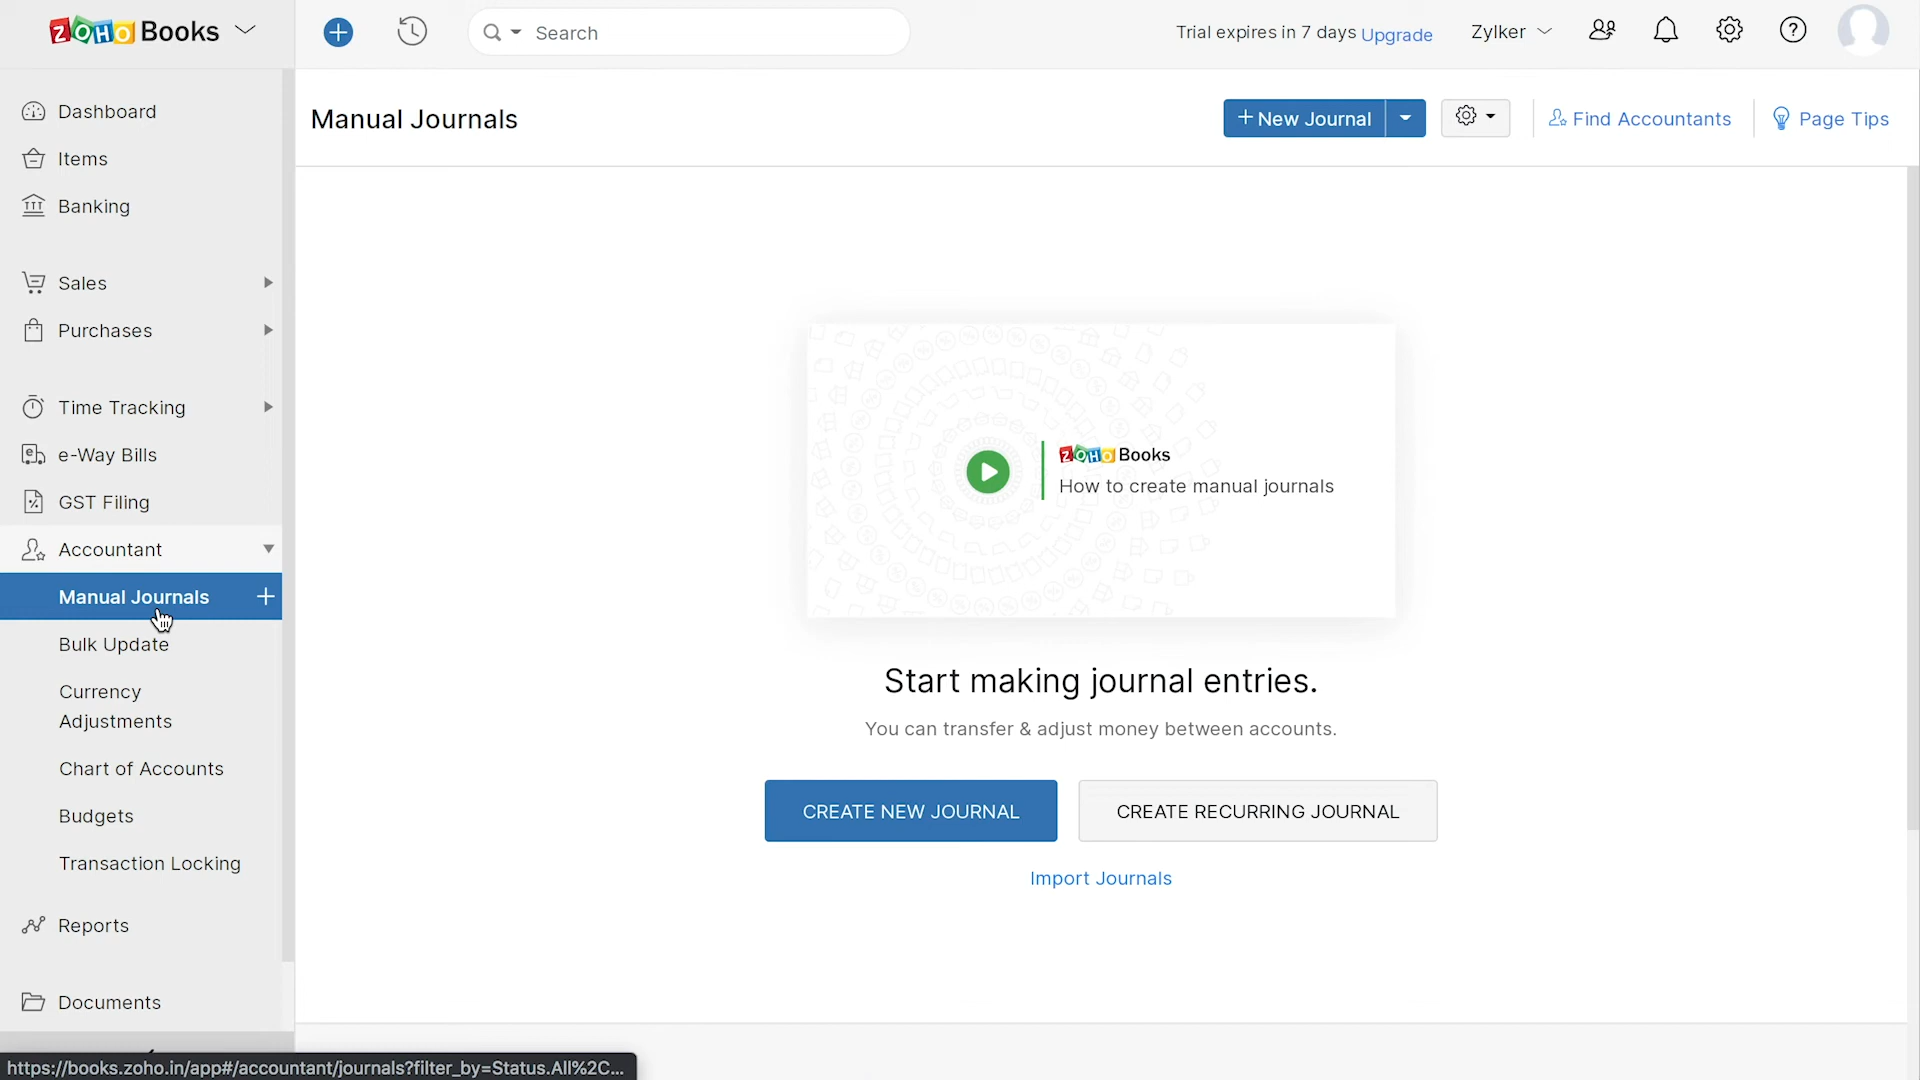 ZOHO Books
Search
Trial expires in 7 days Upgrade
Zylker
Dashboard
Items
Banking
Sales
Purchases
Time Tracking
e-Way Bills
GST Filing
Accountant
Manual Journals
Bulk Update
Currency
Adjustments
Chart of Accounts
Budgets
Transaction Locking
Reports
Documents
Manual Journals
+ New Journal
Find Accountants
Page Tips
ZOHO Books
How to create manual journals
Start making journal entries.
You can transfer & adjust money between accounts.
CREATE NEW JOURNAL
CREATE RECURRING JOURNAL
Import Journals
https://books.zoho.in/app#/accountant/journals?filter_by=Status.All%2C...